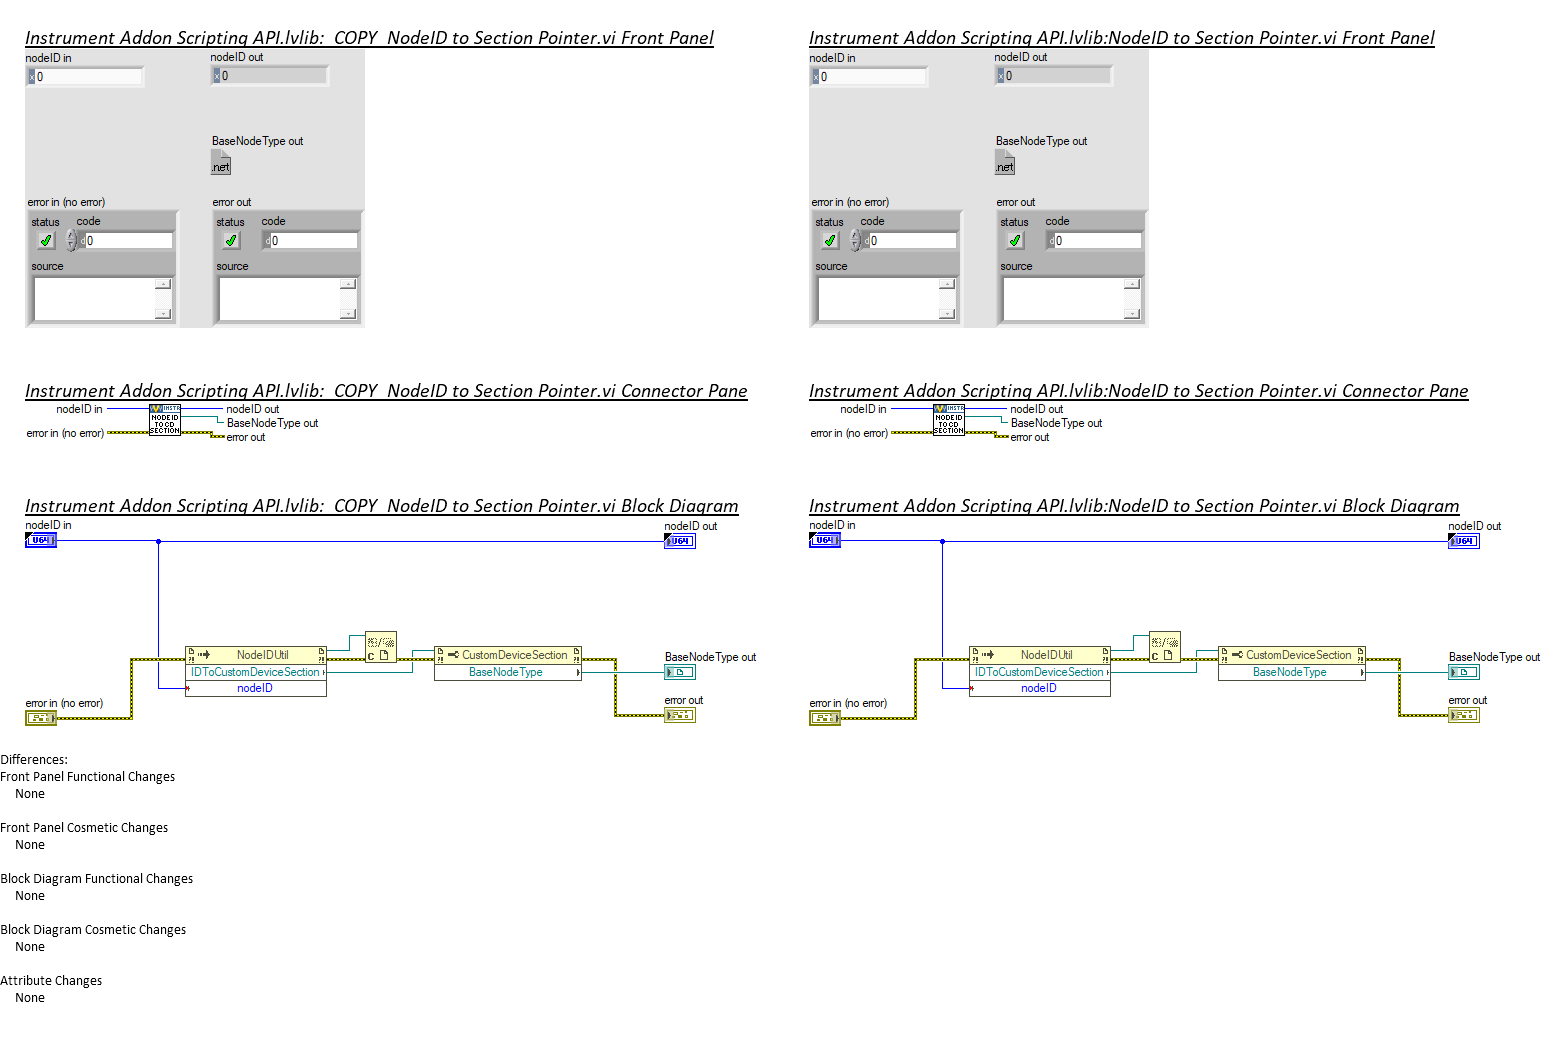 Instrument Addon Scripting API.lvlib:  COPY  NodeID to Section Pointer.vi Front Panel
nodeID in
nodeID out
x 0
x 0
BaseNodeType out
.net
error in (no error)
error out
status
code
status
code
d 0
d 0
source
source
Instrument Addon Scripting API.lvlib:NodeID to Section Pointer.vi Front Panel
nodeID in
nodeID out
x 0
x 0
BaseNodeType out
.net
error in (no error)
error out
status
code
status
code
d 0
d 0
source
source
Instrument Addon Scripting API.lvlib:  COPY  NodeID to Section Pointer.vi Connector Pane
nodeID in
INSTR
NODE ID
TO CD
SECTION
nodeID out
BaseNodeType out
error in (no error)
error out
Instrument Addon Scripting API.lvlib:NodeID to Section Pointer.vi Connector Pane
nodeID in
INSTR
NODE ID
TO CD
SECTION
nodeID out
BaseNodeType out
error in (no error)
error out
Instrument Addon Scripting API.lvlib:  COPY  NodeID to Section Pointer.vi Block Diagram
nodeID in
U64
nodeID out
U64
NodeIDUtil
IDToCustomDeviceSection
nodeID
C
CustomDeviceSection
BaseNodeType
BaseNodeType out
error in (no error)
error out
Instrument Addon Scripting API.lvlib:NodeID to Section Pointer.vi Block Diagram
nodeID in
U64
nodeID out
U64
NodeIDUtil
IDToCustomDeviceSection
nodeID
C
CustomDeviceSection
BaseNodeType
BaseNodeType out
error in (no error)
error out
Differences:
Front Panel Functional Changes
None
Front Panel Cosmetic Changes
None
Block Diagram Functional Changes
None
Block Diagram Cosmetic Changes
None
Attribute Changes
None